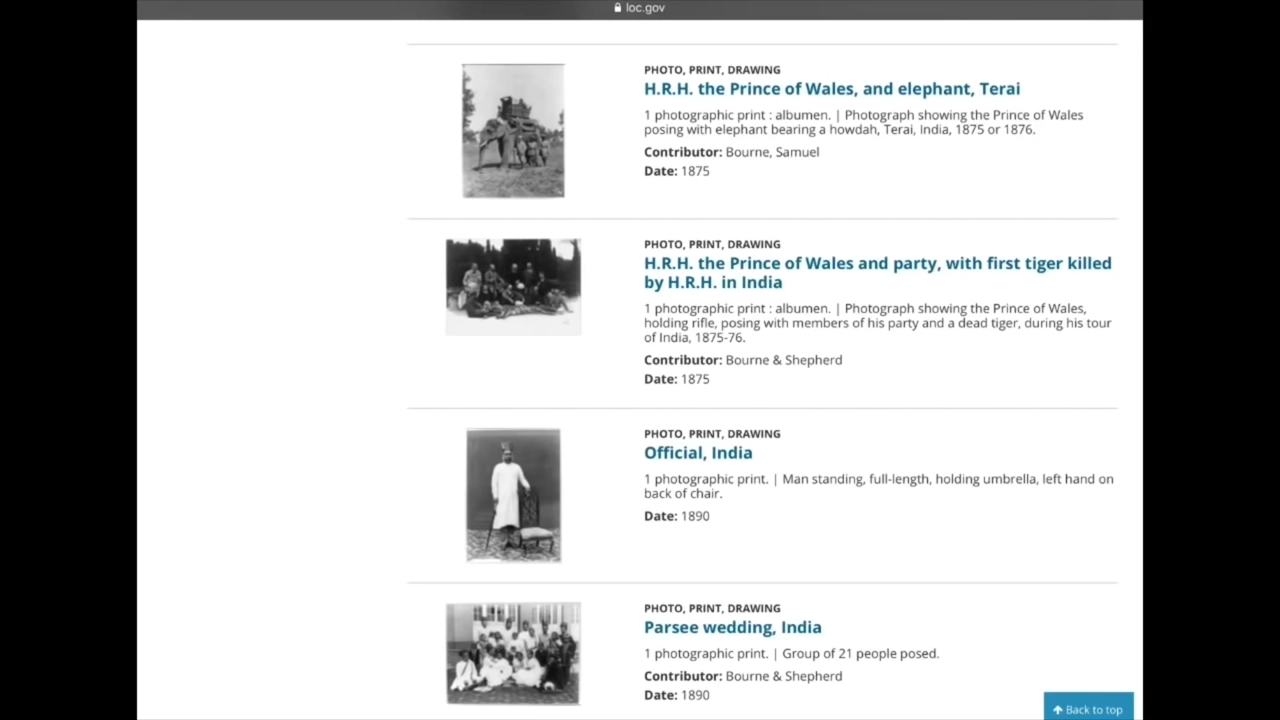 loc.gov
PHOTO, PRINT, DRAWING
H.R.H. the Prince of Wales, and elephant, Terai
1 photographic print : albumen. | Photograph showing the Prince of Wales
posing with elephant bearing a howdah, Terai, India, 1875 or 1876.
Contributor: Bourne, Samuel
Date: 1875
PHOTO, PRINT, DRAWING
H.R.H. the Prince of Wales and party, with first tiger killed
by H.R.H. in India
1 photographic print : albumen. | Photograph showing the Prince of Wales,
holding rifle, posing with members of his party and a dead tiger, during his tour
of India, 1875-76.
Contributor: Bourne & Shepherd
Date: 1875
PHOTO, PRINT, DRAWING
Official, India
1 photographic print. | Man standing, full-length, holding umbrella, left hand on
back of chair.
Date: 1890
PHOTO, PRINT, DRAWING
Parsee wedding, India
1 photographic print. | Group of 21 people posed.
Contributor: Bourne & Shepherd
Date: 1890
Back to top